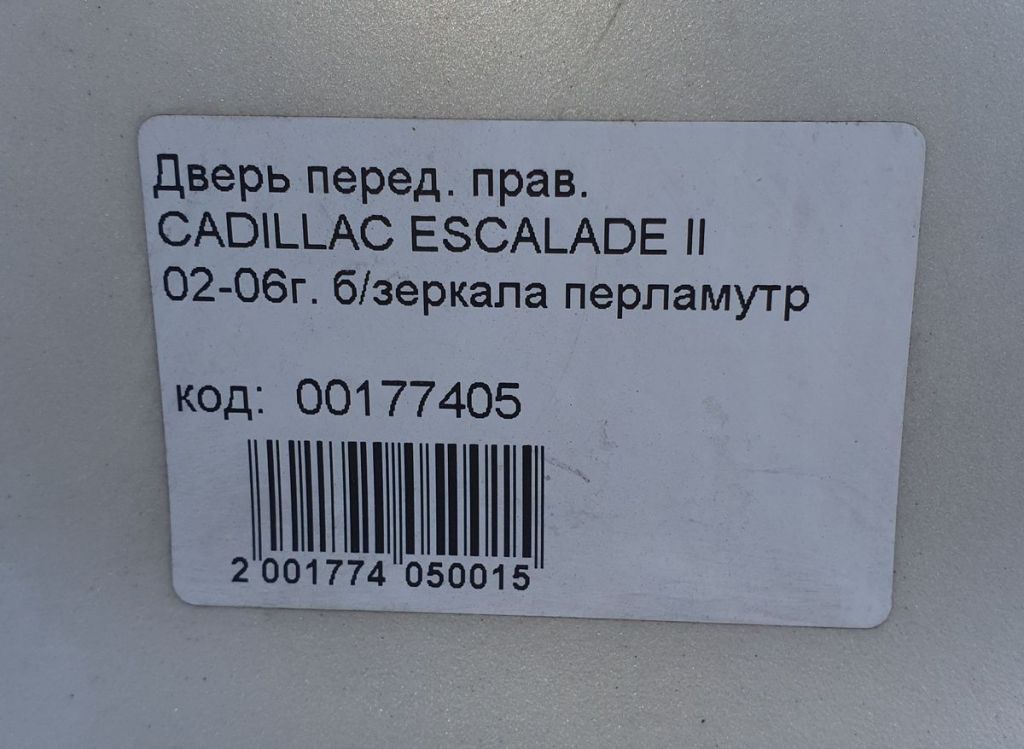 Дверь перед. прав.
CADILLAC ESCALADE II
02-06г. б/зеркала перламутр
код: 00177405
2 001774 050015